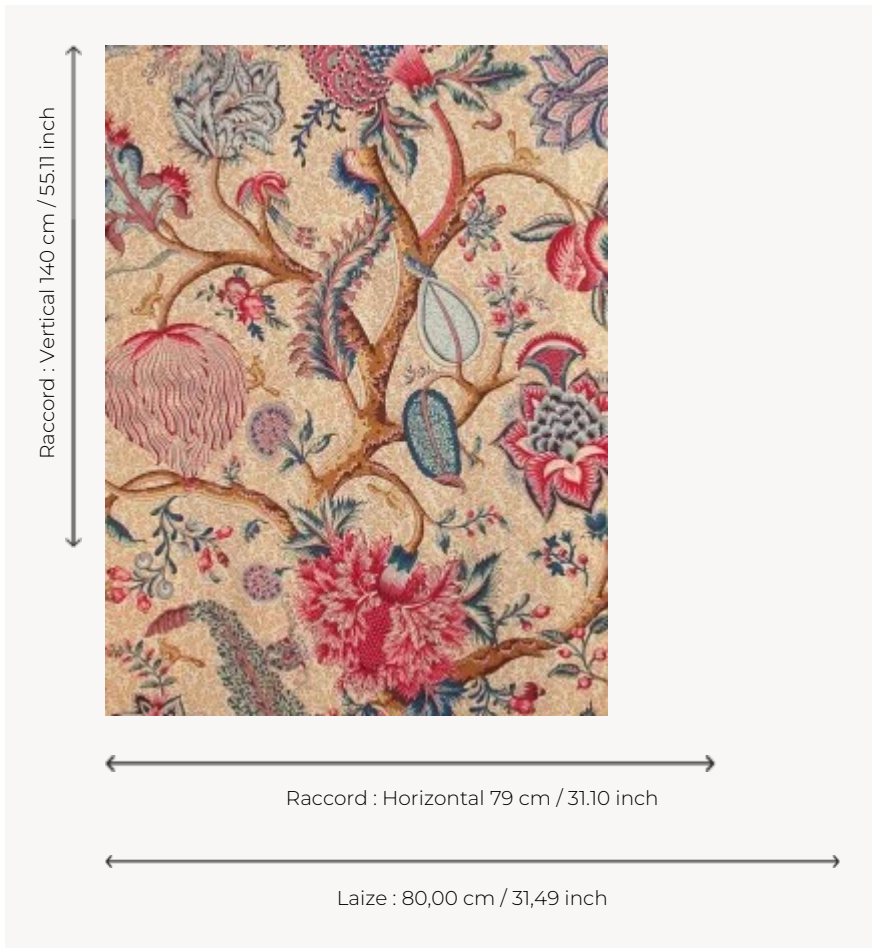 Raccord : Vertical 140 cm / 55.11 inch
Raccord : Horizontal 79 cm / 31.10 inch
Laize : 80,00 cm / 31,49 inch